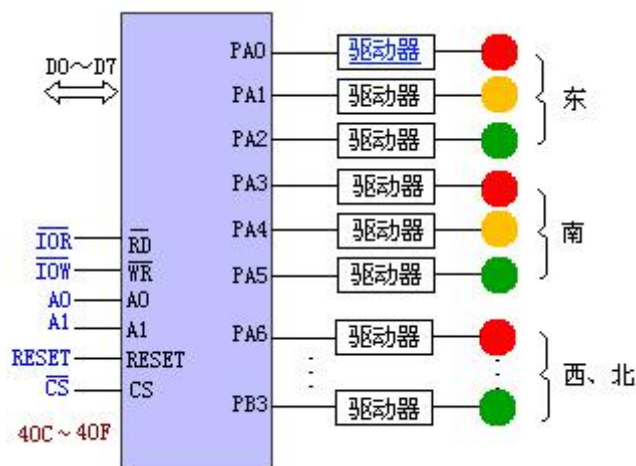 PA0 驱动器
D0～D7
PA1 驱动器
东
PA2 驱动器
PA3 驱动器
PA4 驱动器
南
IOR RD
IOW WR
PA5 驱动器
A0 A0
A1 A1
PA6 驱动器
RESET RESET
西、北
CS CS
PB3 驱动器
40C～40F